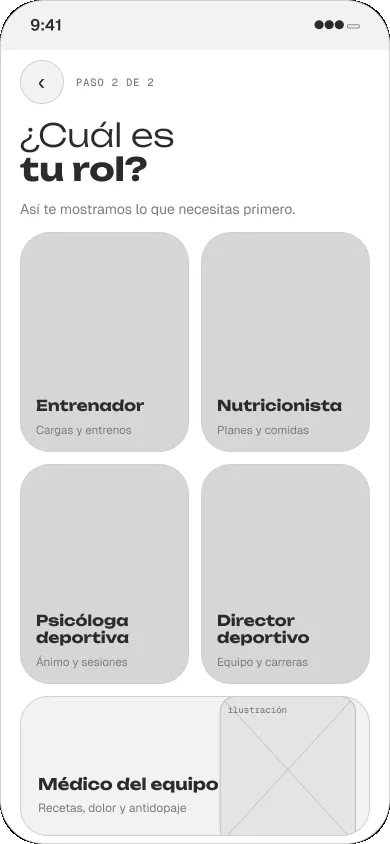 9:41
‹ PASO 2 DE 2
¿Cuál es
tu rol?
Así te mostramos lo que necesitas primero.
Entrenador
Cargas y entrenos
Nutricionista
Planes y comidas
Psicóloga
deportiva
Ánimo y sesiones
Director
deportivo
Equipo y carreras
ilustración
Médico del equipo
Recetas, dolor y antidopaje